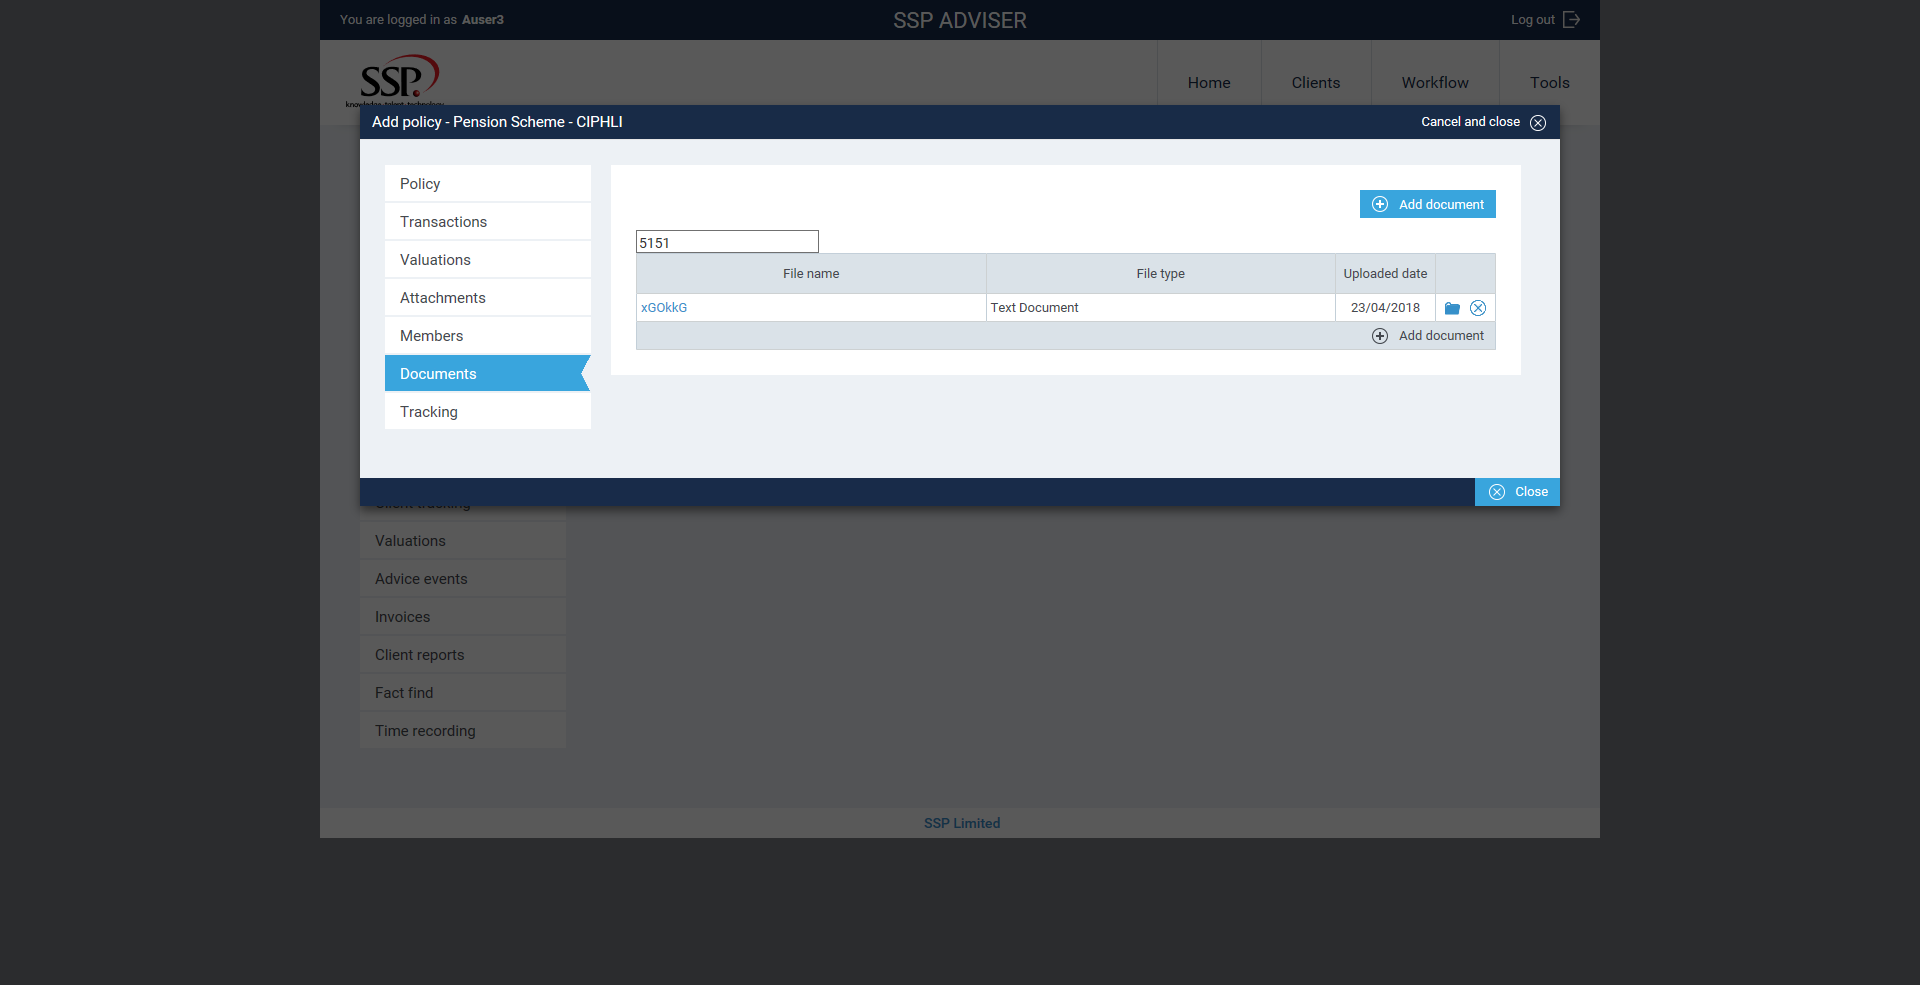 You are logged in as Auser3
SSP ADVISER
Log out
SSP
knowledge.talent.technology
Home
Clients
Workflow
Tools
Add policy - Pension Scheme - CIPHLI
Cancel and close
Policy
Transactions
Valuations
Attachments
Members
Documents
Tracking
Add document
5151
File name File type Uploaded date
xGOkkG Text Document 23/04/2018
Add document
Close
Client tracking
Valuations
Advice events
Invoices
Client reports
Fact find
Time recording
SSP Limited